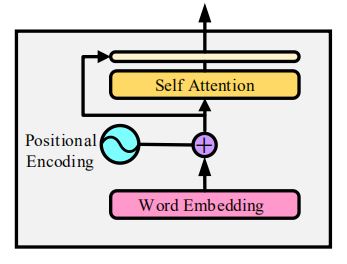 Self Attention
Positional
Encoding
Word Embedding